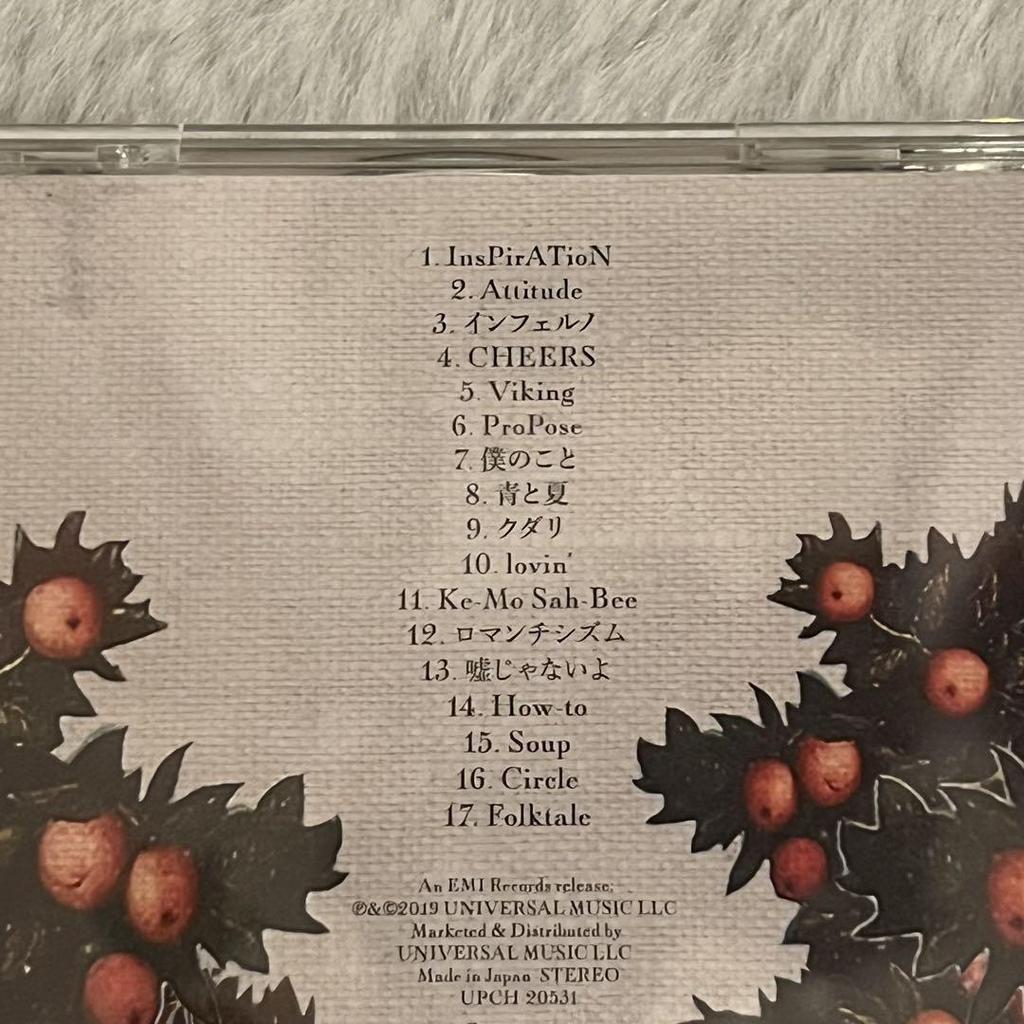 1. InsPirATioN
2. Attitude
3. インフェルノ
4. CHEERS
5. Viking
6. ProPose
7. 僕のこと
8. 青と夏
9. クダリ
10. lovin'
11. Ke-Mo Sah-Bee
12. ロマンチシズム
13. 嘘じゃないよ
14. How-to
15. Soup
16. Circle
17. Folktale
An EMI Records release;
℗&©2019 UNIVERSAL MUSIC LLC
Marketed & Distributed by
UNIVERSAL MUSIC LLC
Made in Japan STEREO
UPCH 20531